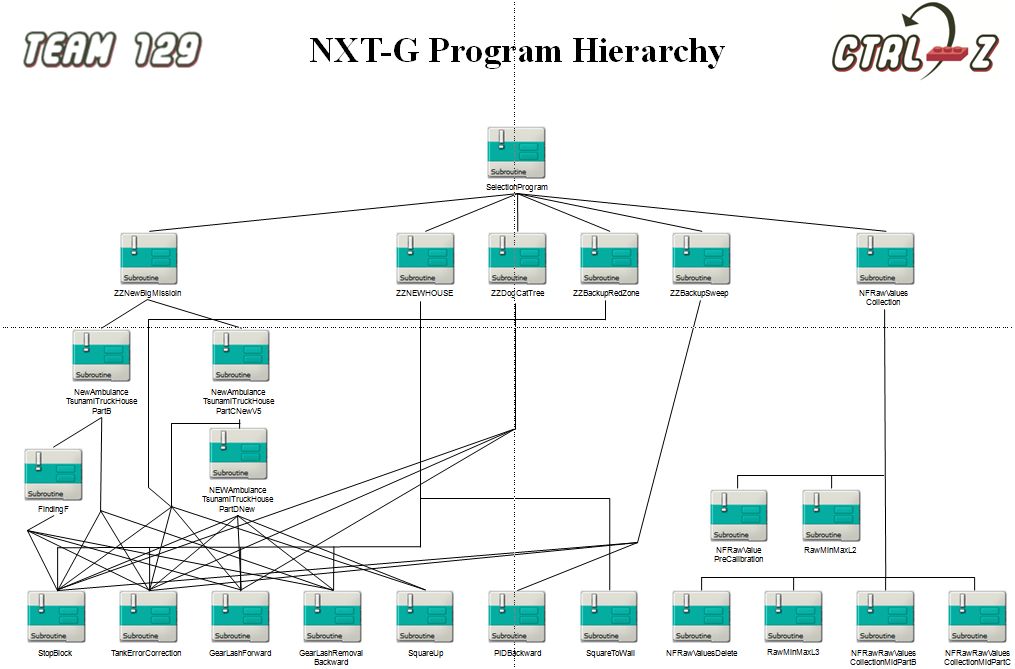 TEAM 129
NXT-G Program Hierarchy
CTRL Z
Subroutine
SelectionProgram
Subroutine
Subroutine
Subroutine
Subroutine
Subroutine
Subroutine
ZZNewBigMissioin
ZZNEWHOUSE
ZZDogCatTree
ZZBackupRedZone
ZZBackupSweep
NFRawValues
Collection
Subroutine
Subroutine
NewAmbulance
TsunamiTruckHouse
PartB
NewAmbulance
TsunamiTruckHouse
PartCNewV5
Subroutine
Subroutine
FindingF
NEWAmbulance
TsunamiTruckHouse
PartDNew
Subroutine
Subroutine
NFRawValue
PreCalibration
RawMinMaxL2
Subroutine
Subroutine
Subroutine
Subroutine
Subroutine
Subroutine
Subroutine
Subroutine
Subroutine
Subroutine
Subroutine
StopBlock
TankErrorCorrection
GearLashForward
GearLashRemoval
Backward
SquareUp
PIDBackward
SquareToWall
NFRawValuesDelete
RawMinMaxL3
NFRawRawValues
CollectionMidPartB
NFRawRawValues
CollectionMidPartC